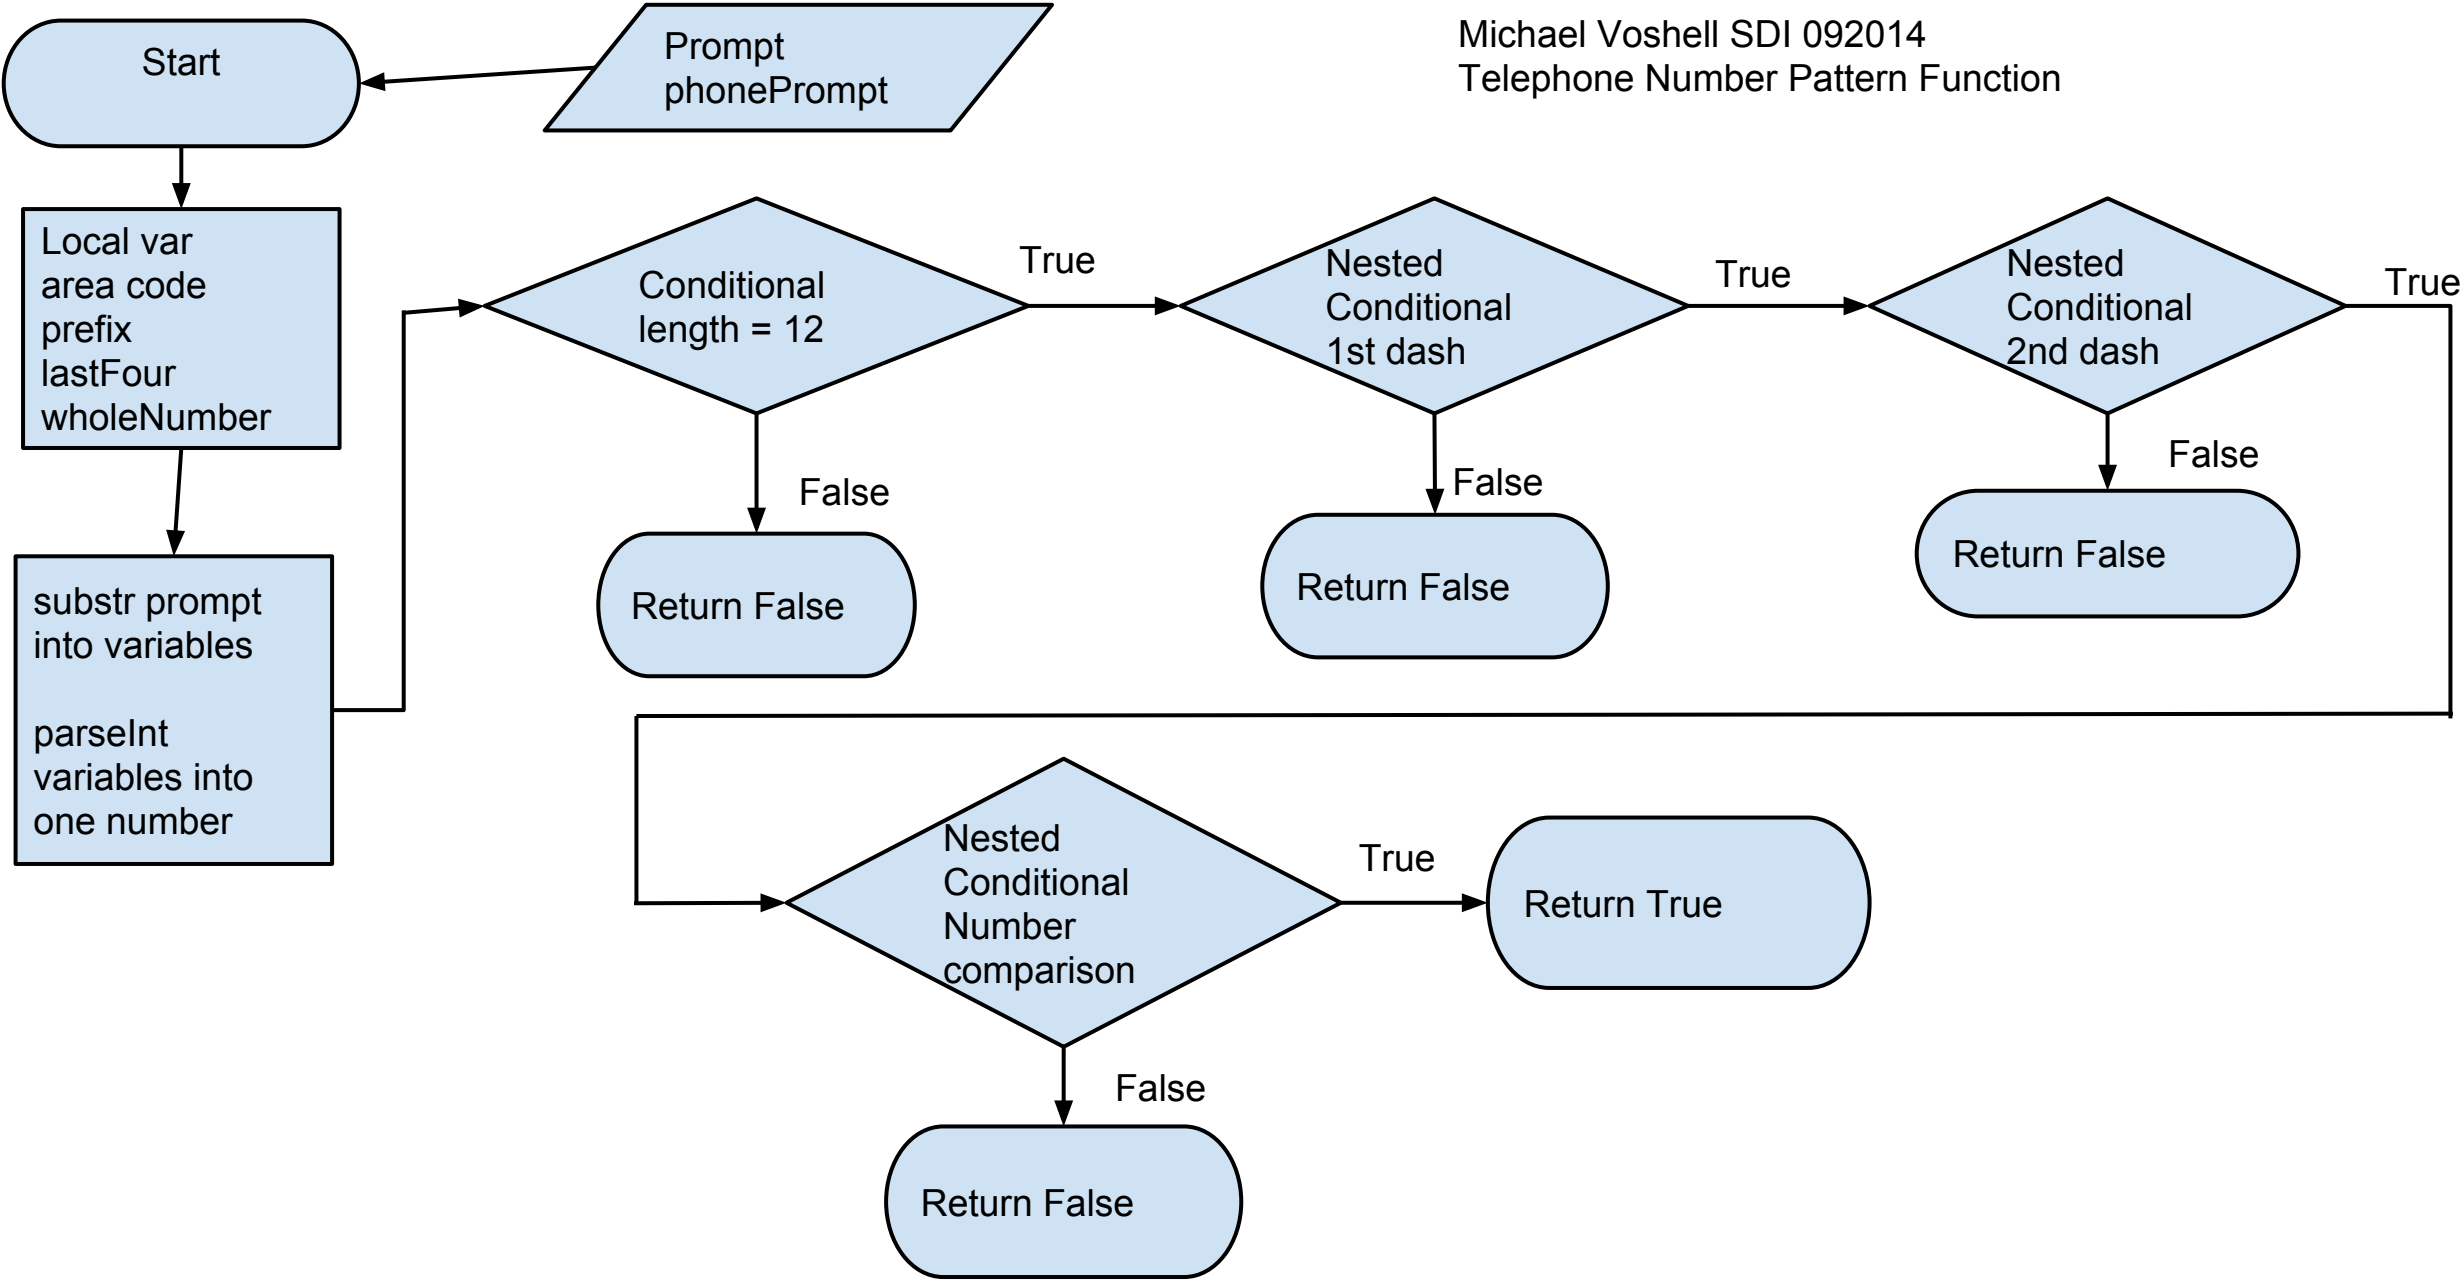 Start
Prompt
phonePrompt
Michael Voshell SDI 092014
Telephone Number Pattern Function
Local var
area code
prefix
lastFour
wholeNumber
substr prompt
into variables
parseInt
variables into
one number
Conditional
length = 12
True
False
Return False
Nested
Conditional
1st dash
True
False
Return False
Nested
Conditional
2nd dash
True
False
Return False
Nested
Conditional
Number
comparison
True
Return True
False
Return False